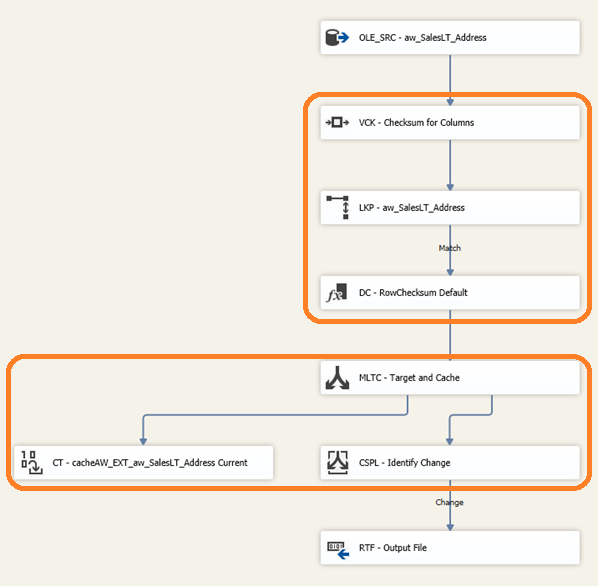 OLE_SRC - aw_SalesLT_Address
VCK - Checksum for Columns
LKP - aw_SalesLT_Address
Match
DC - RowChecksum Default
MLTC - Target and Cache
CT - cacheAW_EXT_aw_SalesLT_Address Current
CSPL - Identify Change
Change
RTF - Output File